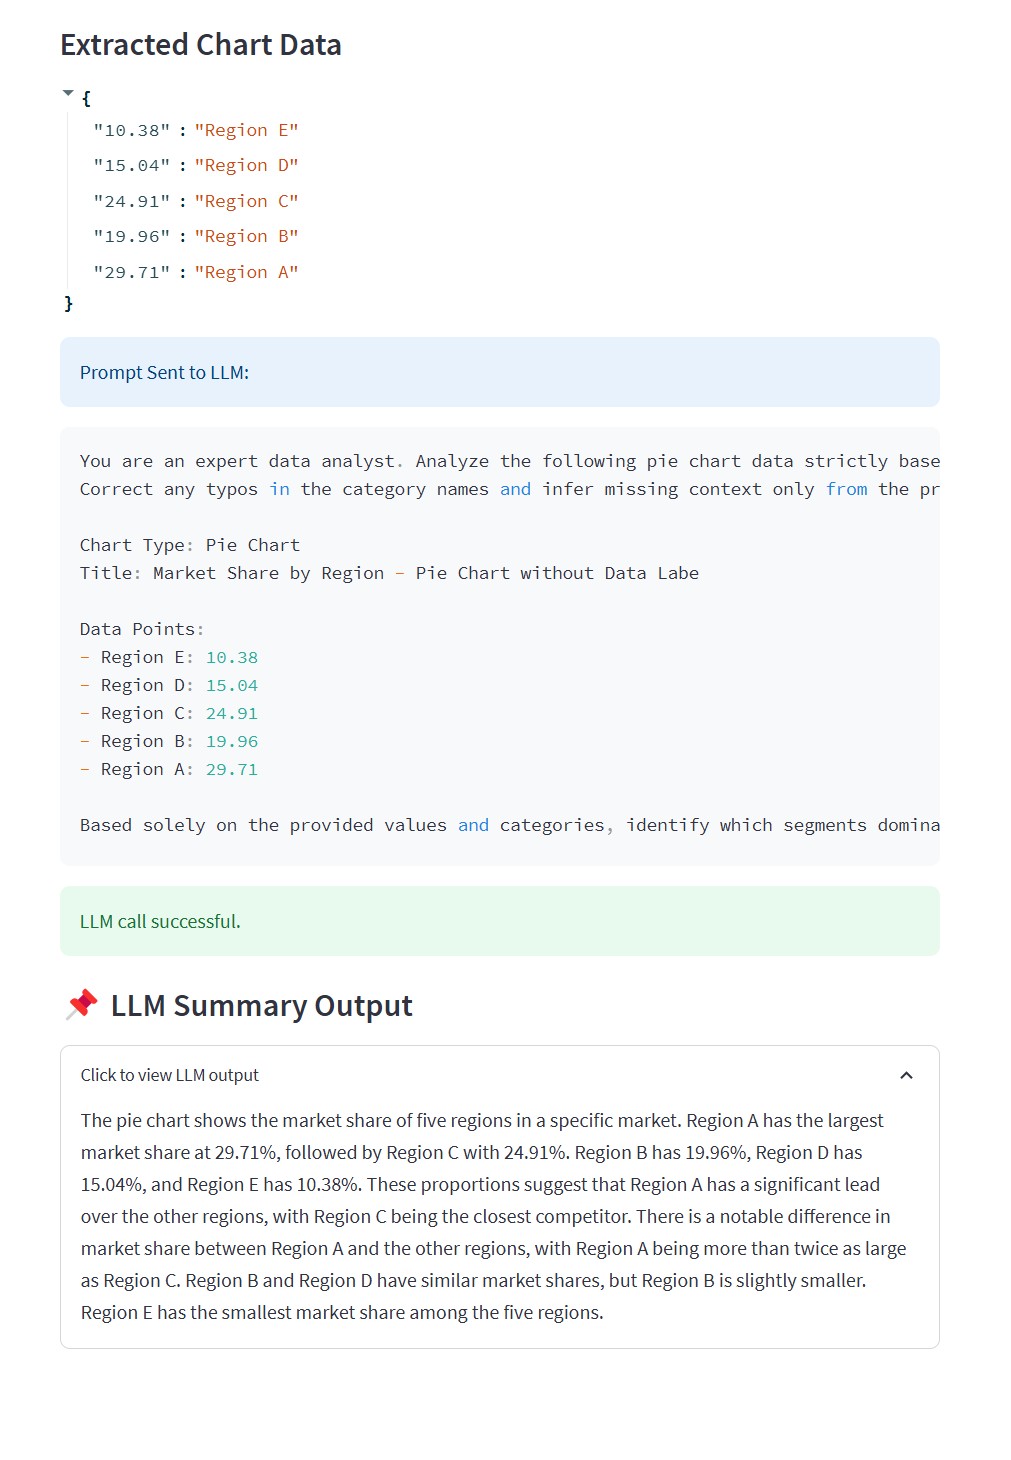 Extracted Chart Data
{
"10.38" : "Region E"
"15.04" : "Region D"
"24.91" : "Region C"
"19.96" : "Region B"
"29.71" : "Region A"
}
Prompt Sent to LLM:
You are an expert data analyst. Analyze the following pie chart data strictly base
Correct any typos in the category names and infer missing context only from the pr
Chart Type: Pie Chart
Title: Market Share by Region – Pie Chart without Data Labe
Data Points:
- Region E: 10.38
- Region D: 15.04
- Region C: 24.91
- Region B: 19.96
- Region A: 29.71
Based solely on the provided values and categories, identify which segments domina
LLM call successful.
📌 LLM Summary Output
Click to view LLM output
The pie chart shows the market share of five regions in a specific market. Region A has the largest
market share at 29.71%, followed by Region C with 24.91%. Region B has 19.96%, Region D has
15.04%, and Region E has 10.38%. These proportions suggest that Region A has a significant lead
over the other regions, with Region C being the closest competitor. There is a notable difference in
market share between Region A and the other regions, with Region A being more than twice as large
as Region C. Region B and Region D have similar market shares, but Region B is slightly smaller.
Region E has the smallest market share among the five regions.